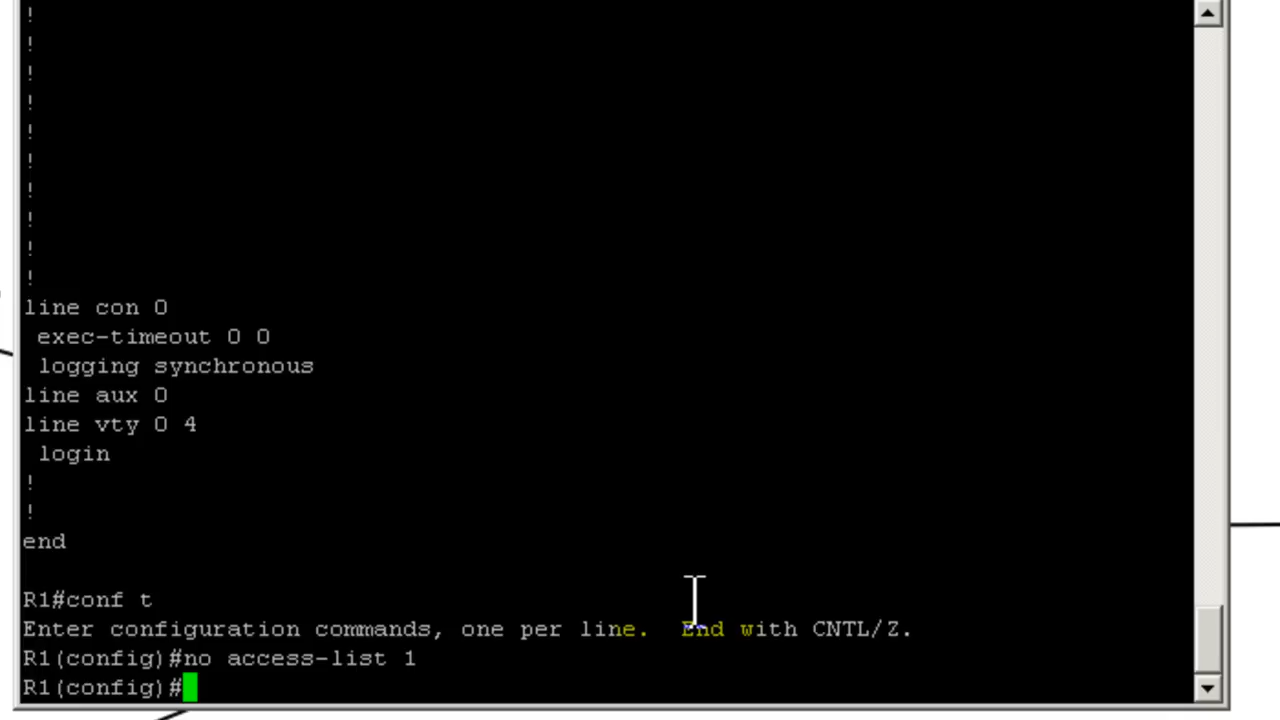 !
!
!
!
!
!
!
!
!
!
line con 0
exec-timeout 0 0
logging synchronous
line aux 0
line vty 0 4
login
!
!
end
R1#conf t
Enter configuration commands, one per line.  End with CNTL/Z.
R1(config)#no access-list 1
R1(config)#